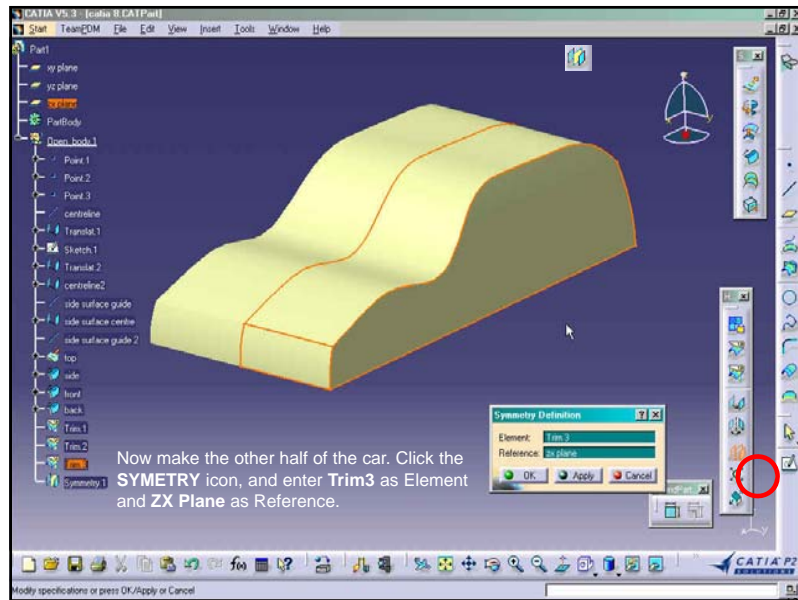 CATIA V5.3 - [catia 8.CATPart]
Start TeamPDM File Edit View Insert Tools Window Help
Part1
xy plane
yz plane
zx plane
PartBody
Open_body.1
Point.1
Point.2
Point.3
centreline
Translat.1
Sketch.1
Translat.2
centreline2
side surface guide
side surface centre
side surface guide 2
top
side
front
back
Trim.1
Trim.2
Trim.3
Symmetry.1
Now make the other half of the car. Click the
SYMETRY icon, and enter Trim3 as Element
and ZX Plane as Reference.
Symmetry Definition
Element: Trim.3
Reference: zx plane
OK Apply Cancel
CATIA P2
SOLUTIONS
Modify specifications or press OK/Apply or Cancel